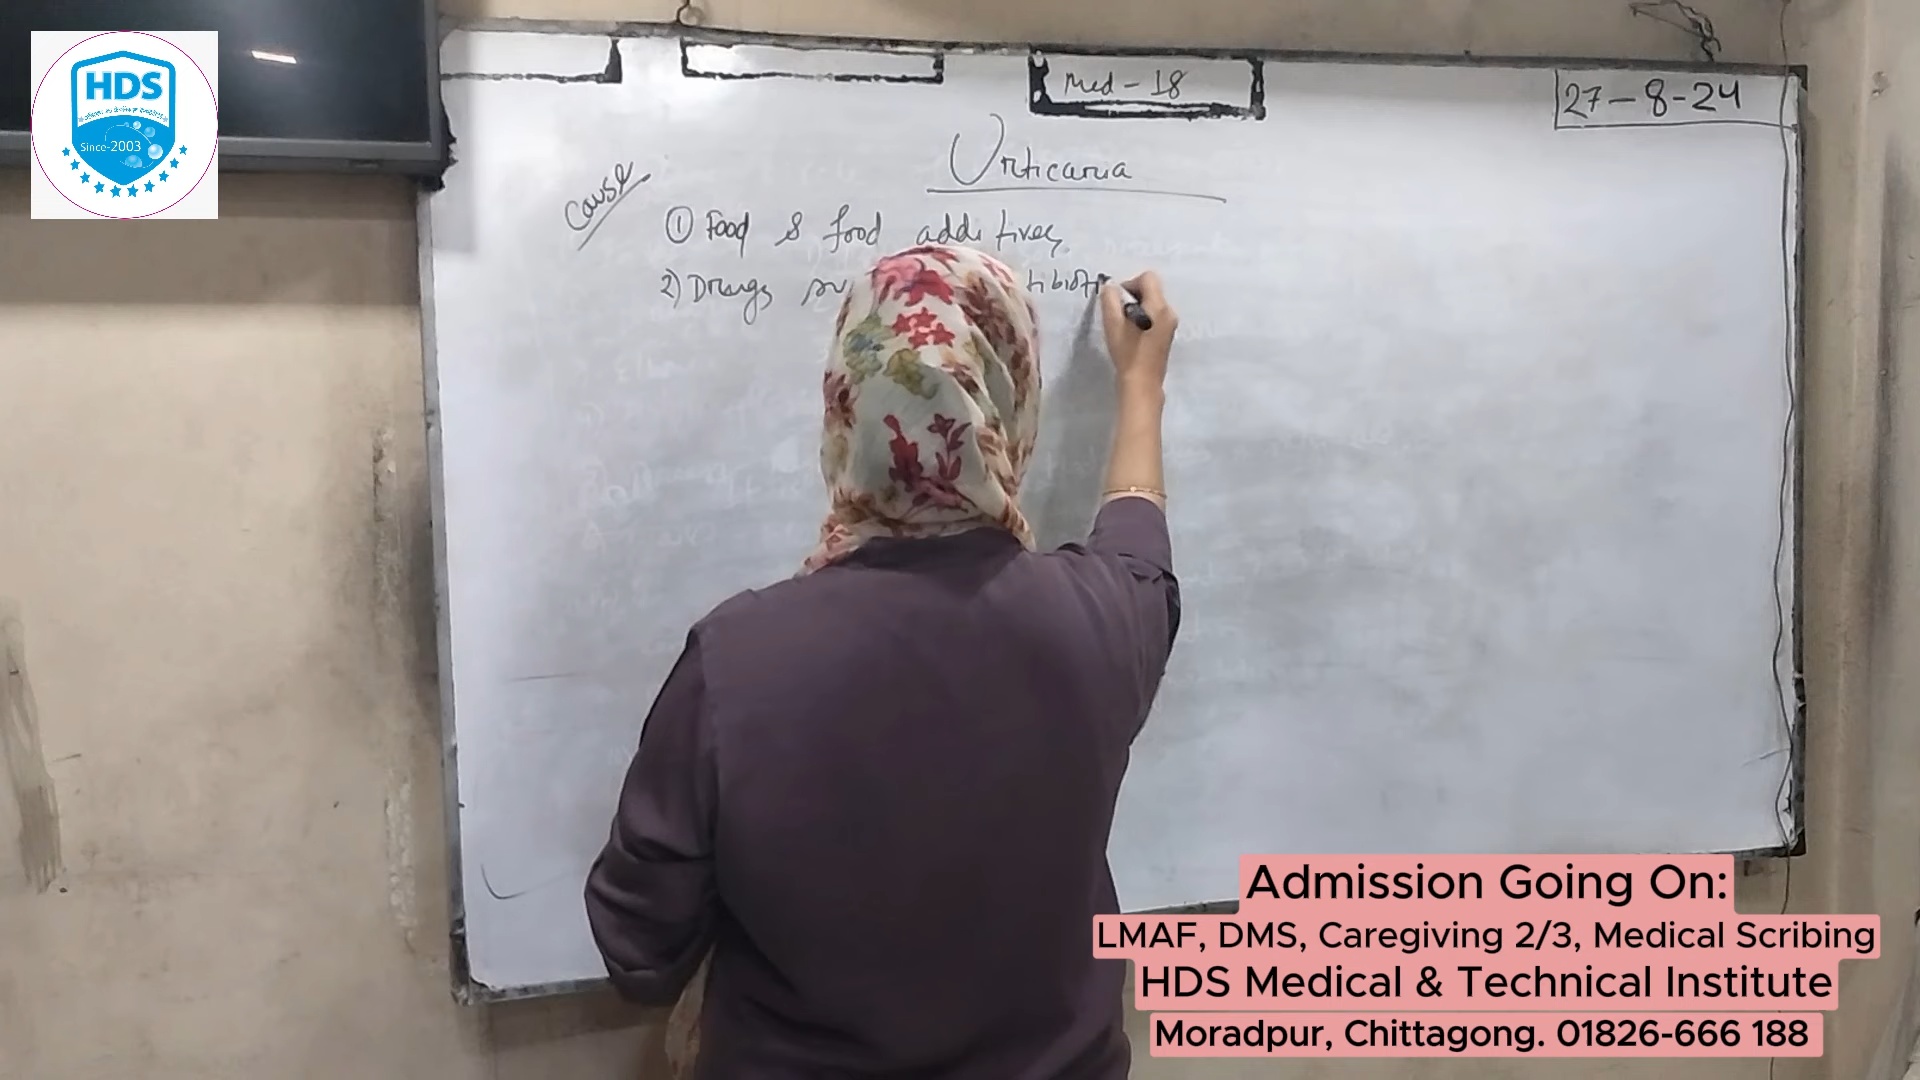 HDS
Since-2003
Med - 18
27-8-24
Urticaria
Cause
① Food & food additives
2) Drugs
Admission Going On:
LMAF, DMS, Caregiving 2/3, Medical Scribing
HDS Medical & Technical Institute
Moradpur, Chittagong. 01826-666 188